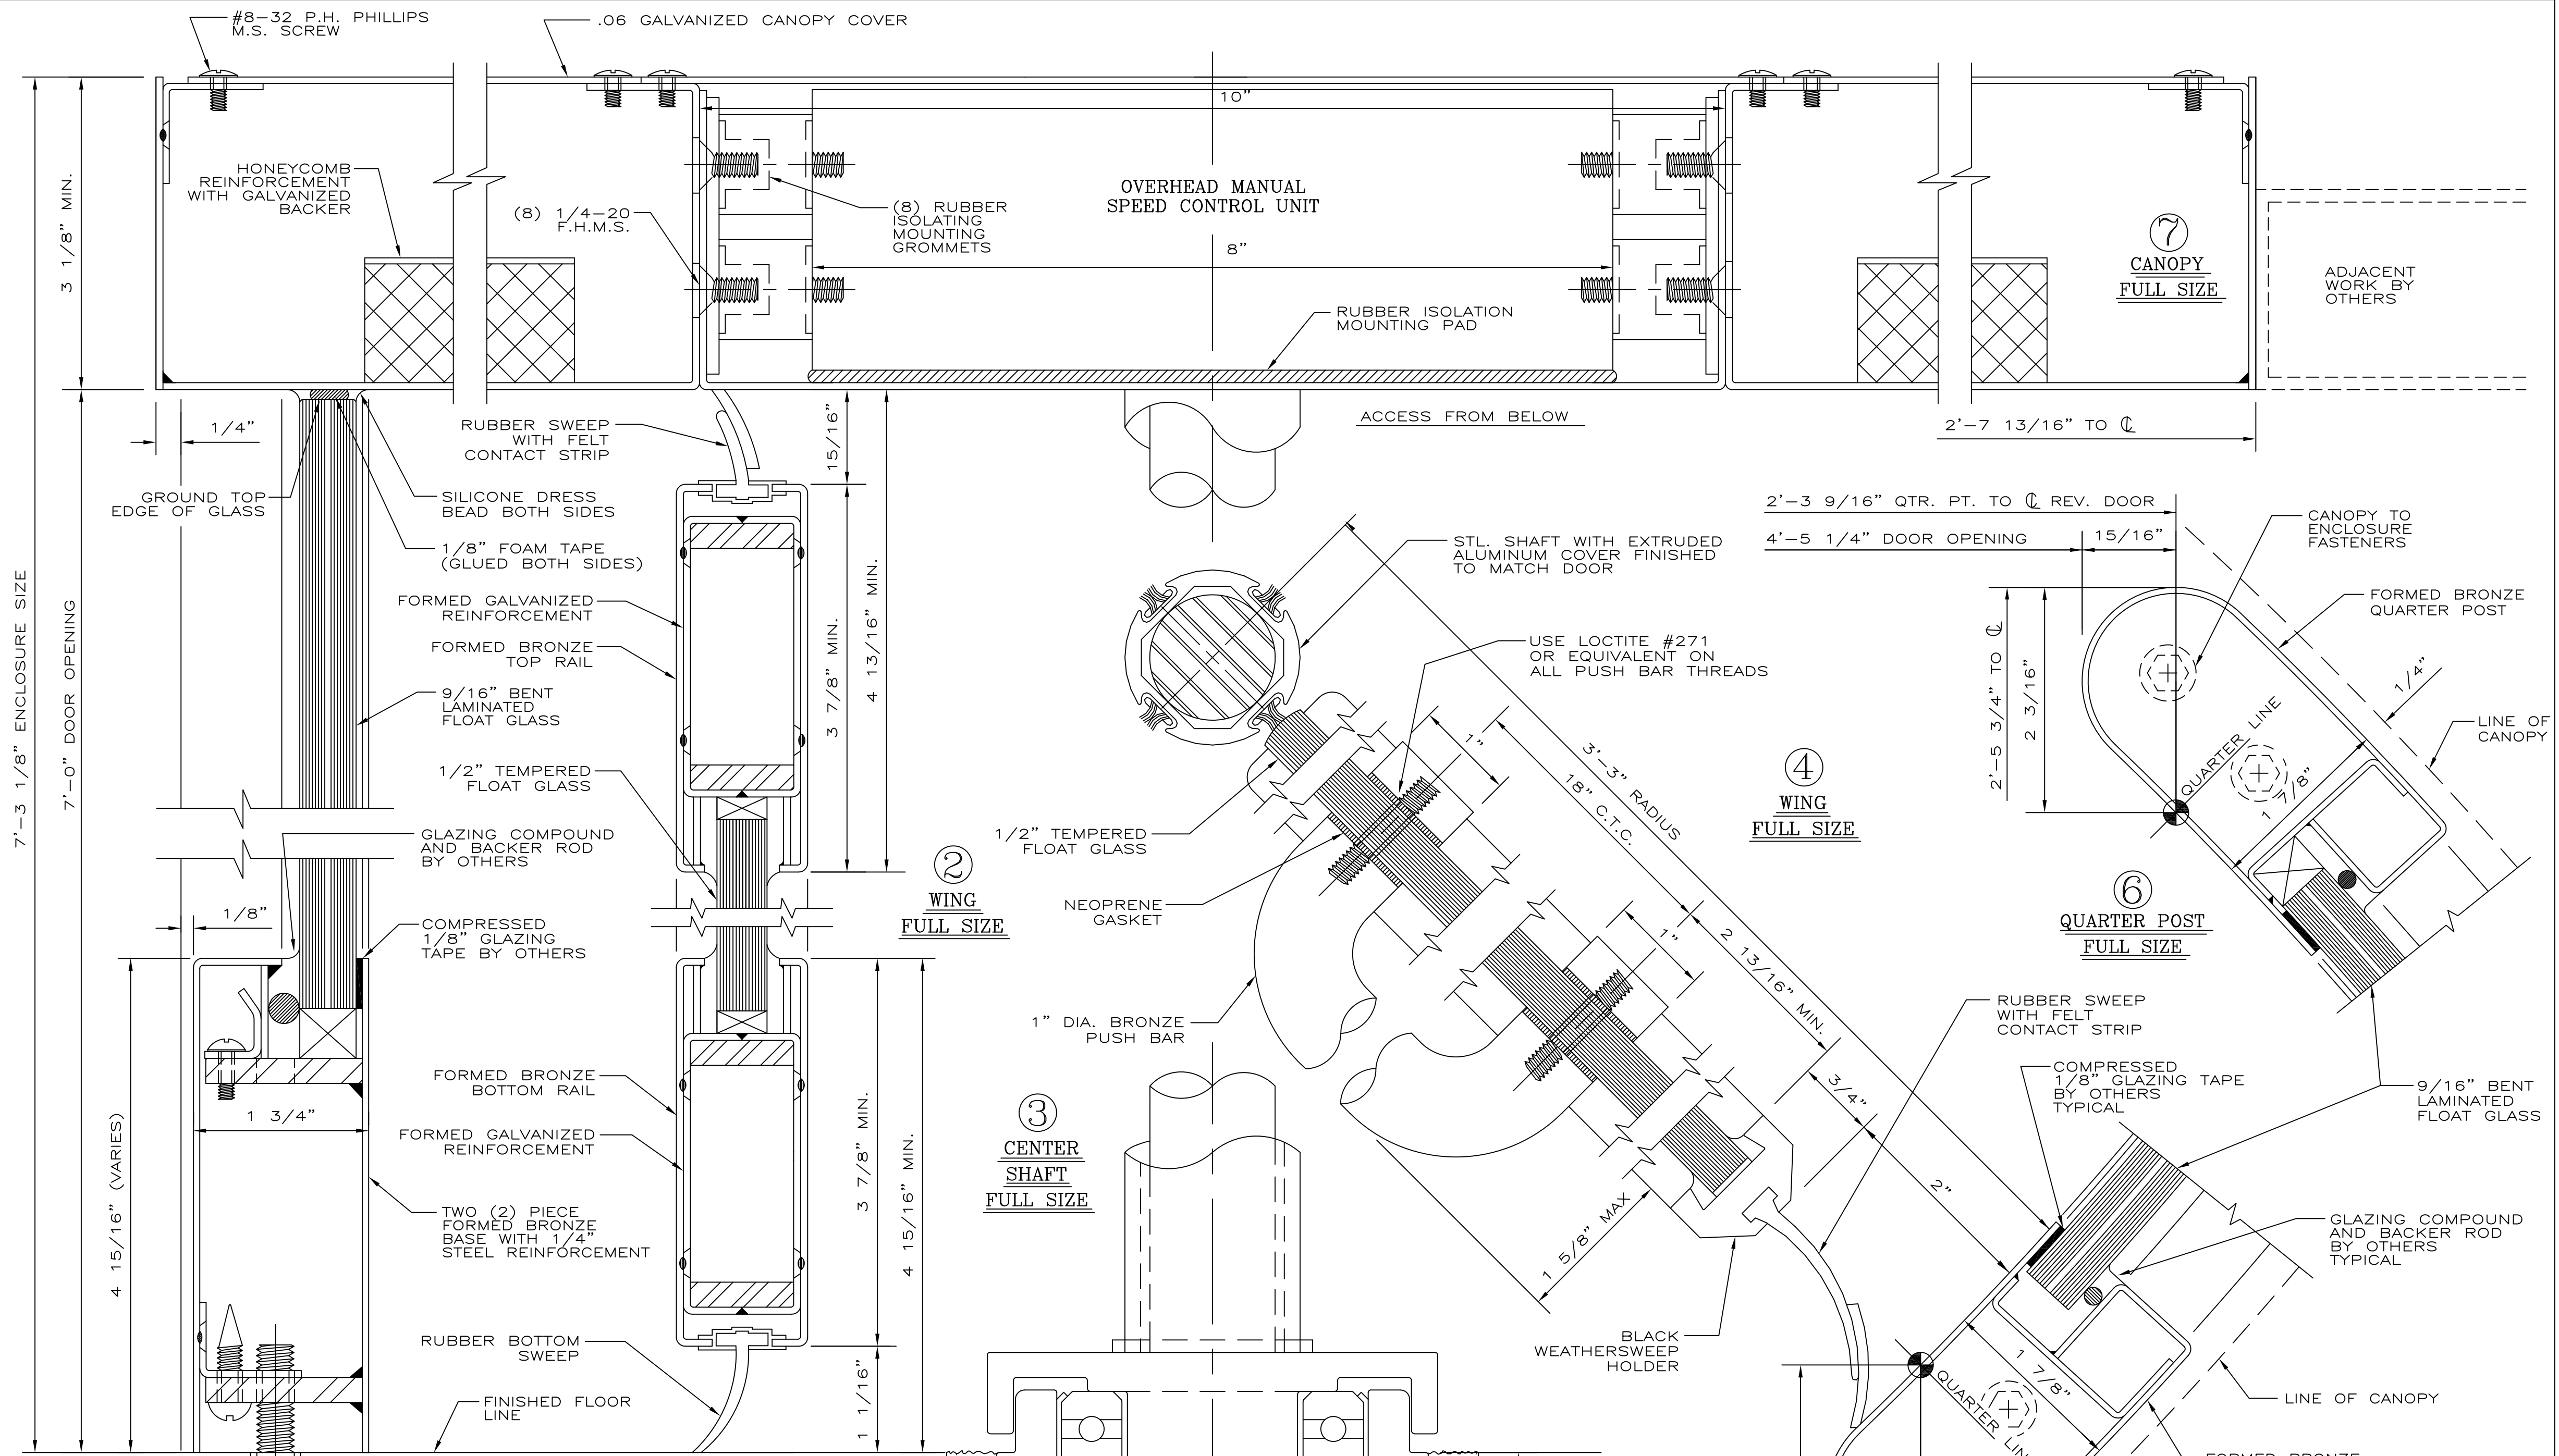 #8-32 P.H. PHILLIPS
M.S. SCREW
.06 GALVANIZED CANOPY COVER
10"
3 1/8" MIN.
HONEYCOMB
REINFORCEMENT
WITH GALVANIZED
BACKER
(8) 1/4-20
F.H.M.S.
(8) RUBBER
ISOLATING
MOUNTING
GROMMETS
OVERHEAD MANUAL
SPEED CONTROL UNIT
8"
RUBBER ISOLATION
MOUNTING PAD
7
CANOPY
FULL SIZE
ADJACENT
WORK BY
OTHERS
1/4"
RUBBER SWEEP
WITH FELT
CONTACT STRIP
15/16"
ACCESS FROM BELOW
2'-7 13/16" TO ℄
GROUND TOP
EDGE OF GLASS
SILICONE DRESS
BEAD BOTH SIDES
1/8" FOAM TAPE
(GLUED BOTH SIDES)
2'-3 9/16" QTR. PT. TO ℄ REV. DOOR
4'-5 1/4" DOOR OPENING
15/16"
CANOPY TO
ENCLOSURE
FASTENERS
STL. SHAFT WITH EXTRUDED
ALUMINUM COVER FINISHED
TO MATCH DOOR
FORMED GALVANIZED
REINFORCEMENT
FORMED BRONZE
TOP RAIL
9/16" BENT
LAMINATED
FLOAT GLASS
7'-3 1/8" ENCLOSURE SIZE
7'-0" DOOR OPENING
3 7/8" MIN.
4 13/16" MIN.
USE LOCTITE #271
OR EQUIVALENT ON
ALL PUSH BAR THREADS
FORMED BRONZE
QUARTER POST
2'-5 3/4" TO ℄
2 3/16"
1/4"
LINE OF
CANOPY
QUARTER LINE
1 7/8"
1/2" TEMPERED
FLOAT GLASS
1"
18" C.T.C.
3'-3" RADIUS
4
WING
FULL SIZE
GLAZING COMPOUND
AND BACKER ROD
BY OTHERS
1/2" TEMPERED
FLOAT GLASS
2
WING
FULL SIZE
NEOPRENE
GASKET
6
QUARTER POST
FULL SIZE
1/8"
COMPRESSED
1/8" GLAZING
TAPE BY OTHERS
1"
2 13/16" MIN.
1" DIA. BRONZE
PUSH BAR
RUBBER SWEEP
WITH FELT
CONTACT STRIP
COMPRESSED
1/8" GLAZING TAPE
BY OTHERS
TYPICAL
9/16" BENT
LAMINATED
FLOAT GLASS
FORMED BRONZE
BOTTOM RAIL
1 3/4"
3/4"
3
CENTER
SHAFT
FULL SIZE
FORMED GALVANIZED
REINFORCEMENT
4 15/16" (VARIES)
3 7/8" MIN.
4 15/16" MIN.
2"
1 5/8" MAX
TWO (2) PIECE
FORMED BRONZE
BASE WITH 1/4"
STEEL REINFORCEMENT
GLAZING COMPOUND
AND BACKER ROD
BY OTHERS
TYPICAL
RUBBER BOTTOM
SWEEP
BLACK
WEATHERSWEEP
HOLDER
1 7/8"
1 1/16"
FINISHED FLOOR
LINE
QUARTER
LINE OF CANOPY